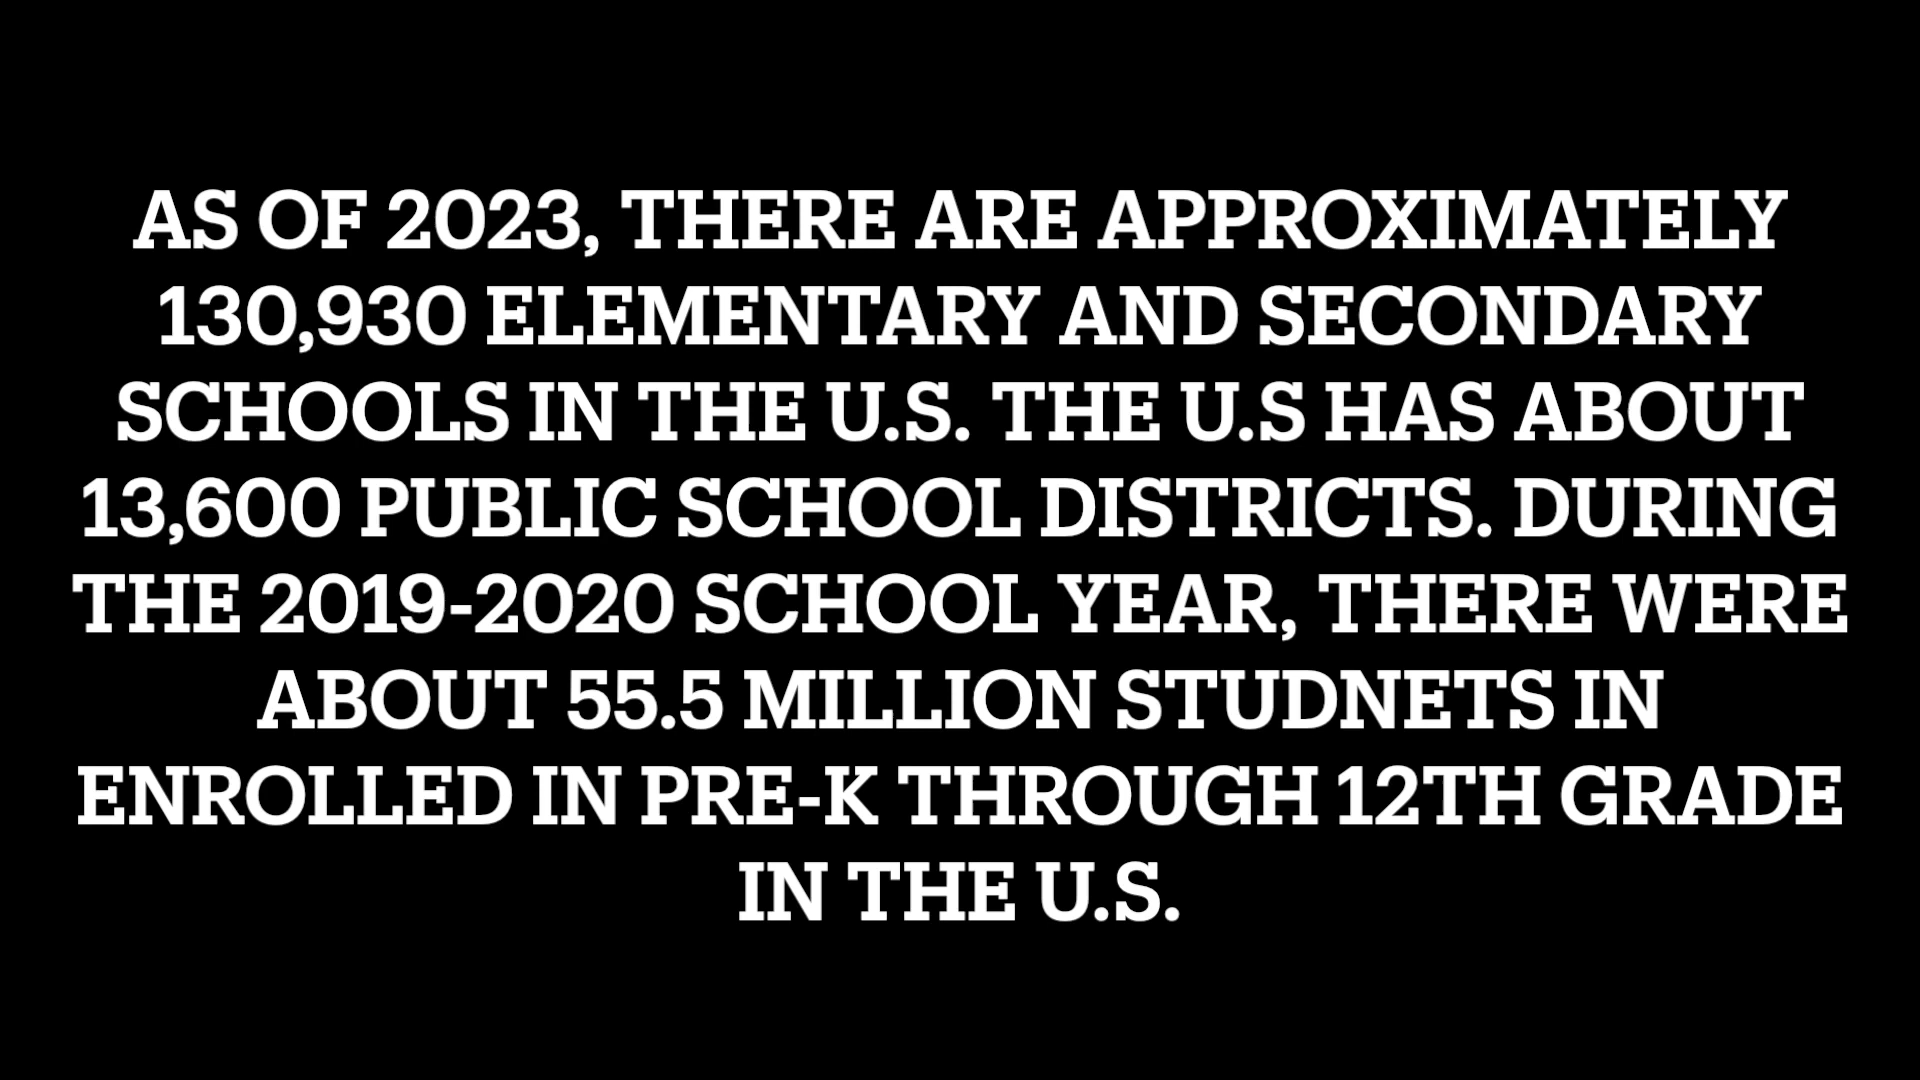 AS OF 2023, THERE ARE APPROXIMATELY
130,930 ELEMENTARY AND SECONDARY
SCHOOLS IN THE U.S. THE U.S HAS ABOUT
13,600 PUBLIC SCHOOL DISTRICTS. DURING
THE 2019-2020 SCHOOL YEAR, THERE WERE
ABOUT 55.5 MILLION STUDNETS IN
ENROLLED IN PRE-K THROUGH 12TH GRADE
IN THE U.S.